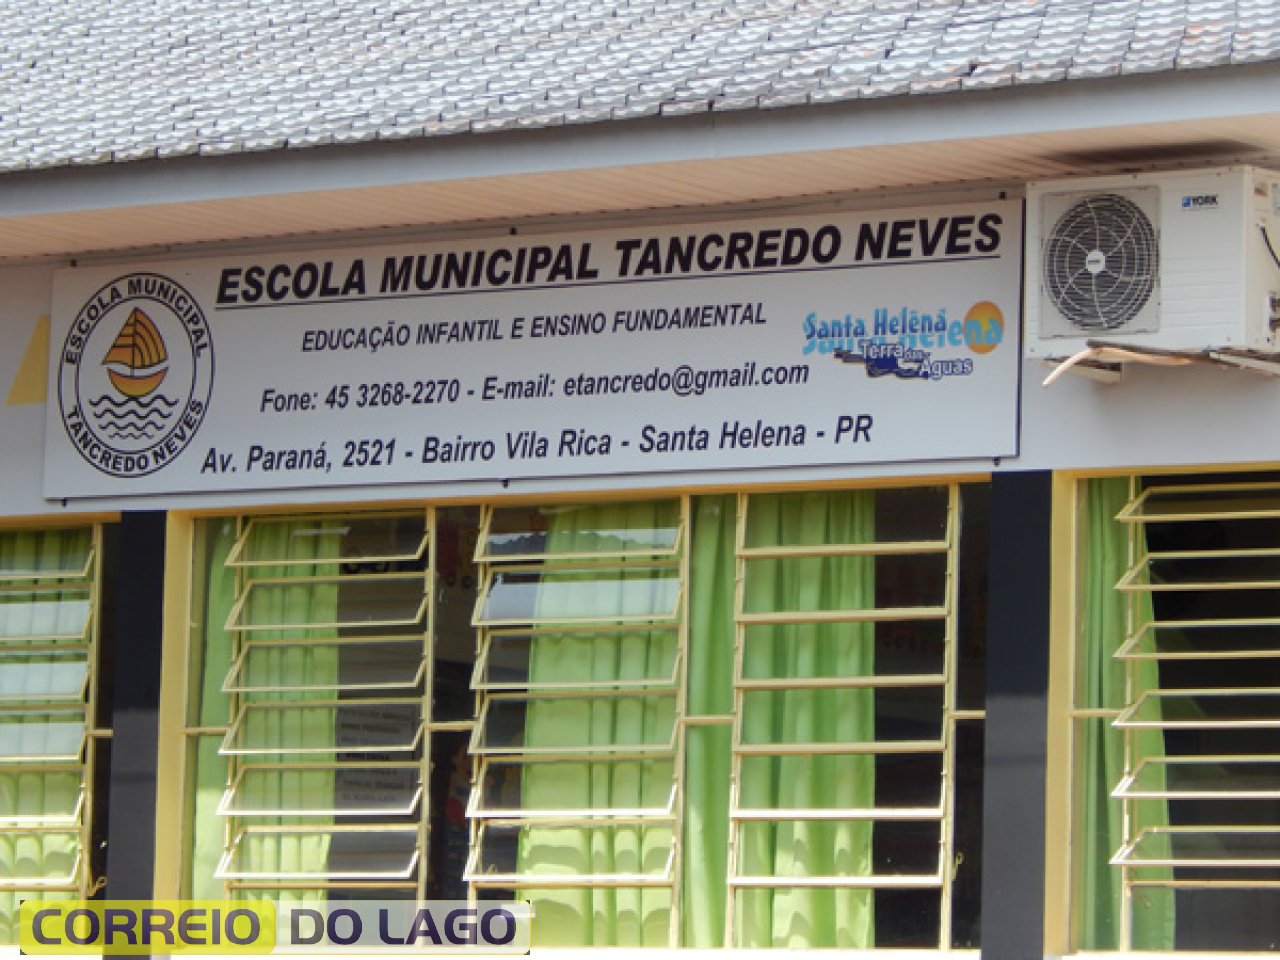 ESCOLA MUNICIPAL TANCREDO NEVES
EDUCAÇÃO INFANTIL E ENSINO FUNDAMENTAL
Fone: 45 3268-2270 - E-mail: etancredo@gmail.com
Av. Paraná, 2521 - Bairro Vila Rica - Santa Helena - PR
ESCOLA MUNICIPAL
TANCREDO NEVES
Santa Helena
Santa Helena
Terra das
Águas
YORK
CORREIO DO LAGO